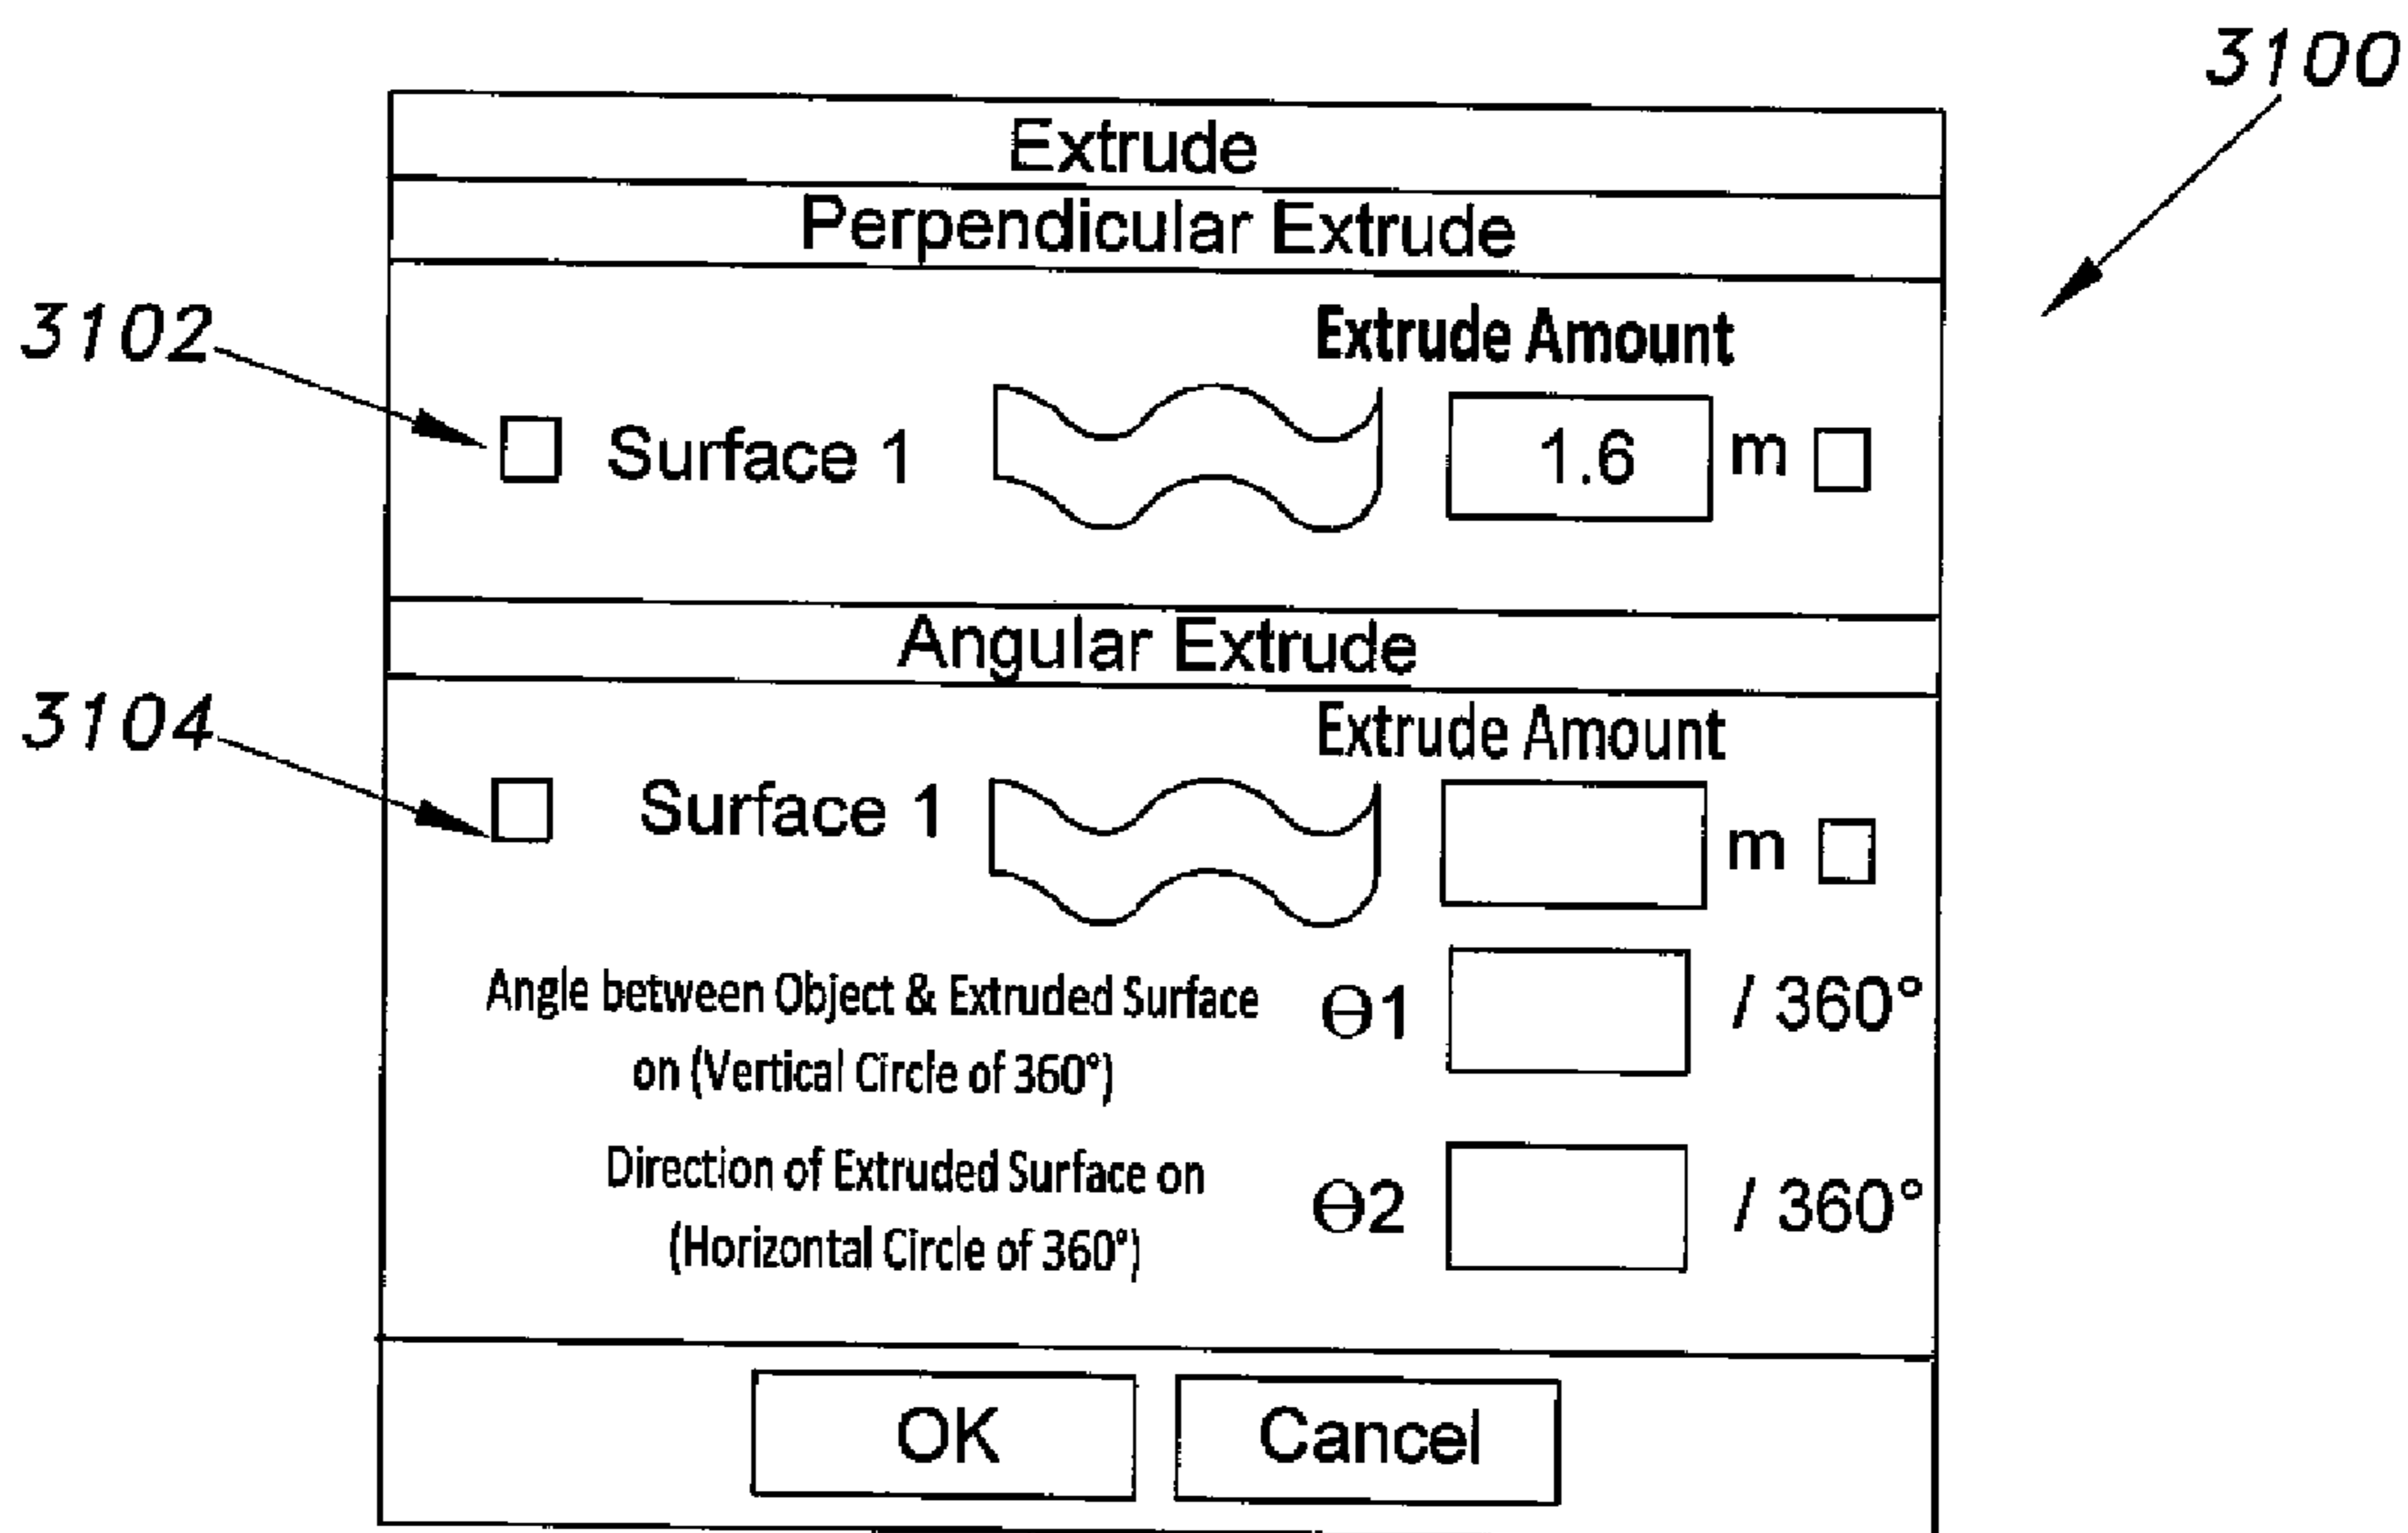 3100
Extrude
Perpendicular Extrude
Extrude Amount
3102
Surface 1
1.6
m
Angular Extrude
3104
Extrude Amount
Surface 1
m
Angle between Object & Extruded Surface
on (Vertical Circle of 360°)
Θ1
/ 360°
Direction of Extruded Surface on
(Horizontal Circle of 360°)
Θ2
/ 360°
OK
Cancel